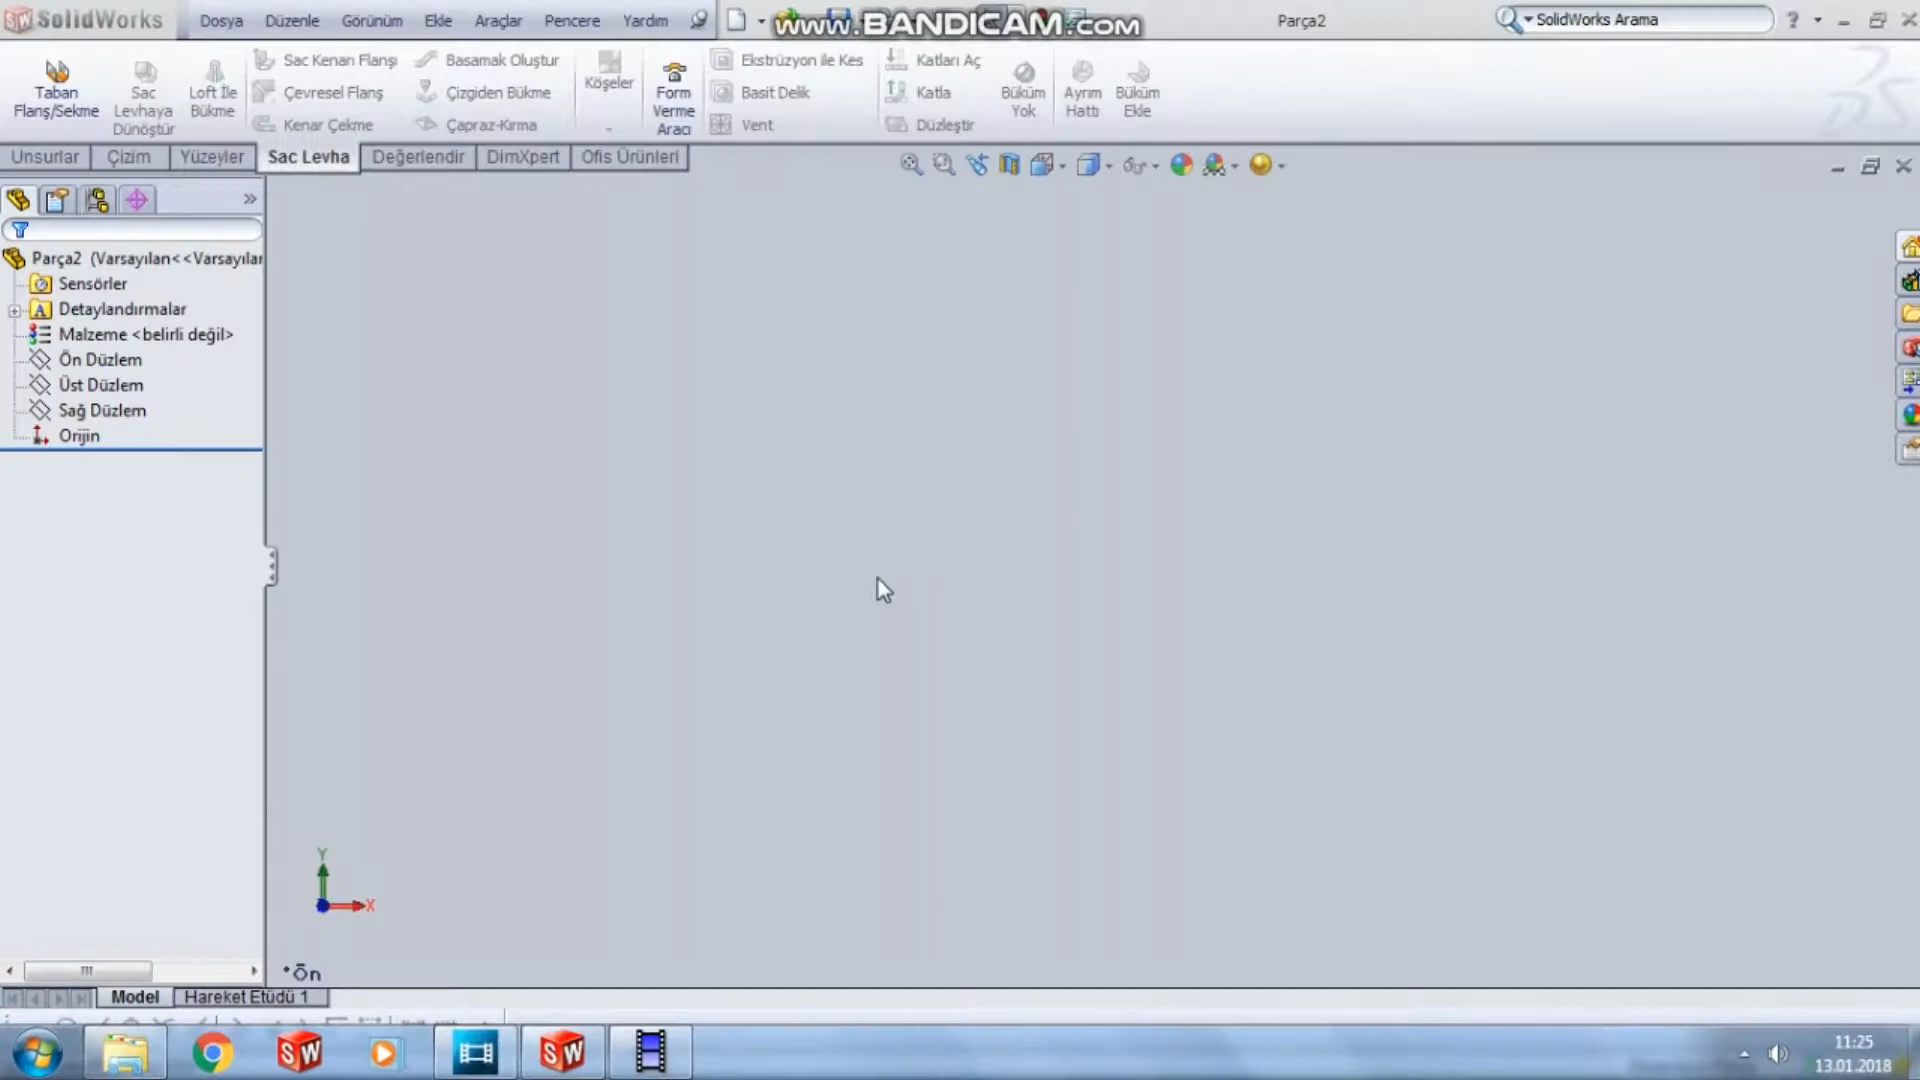 SolidWorks Dosya Düzenle Görünüm Ekle Araçlar Pencere Yardım www.BANDICAM.com Parça2 SolidWorks Arama ?
Taban Flanş/Sekme
Sac Levhaya Dönöştür
Loft İle Bükme
Sac Kenarı Flanşı
Çevresel Flanş
Kenar Çekme
Basamak Oluştur
Çizgiden Bükme
Çapraz-Kırma
Köşeler
Form Verme Aracı
Ekstrüzyon ile Kes
Basit Delik
Vent
Katları Aç
Katla
Düzleştir
Büküm Yok
Ayrım Hattı
Büküm Ekle
Unsurlar Çizim Yüzeyler Sac Levha Değerlendir DimXpert Ofis Ürünleri
Parça2 (Varsayılan<<Varsayılan
Sensörler
Detaylandırmalar
Malzeme <belirli değil>
Ön Düzlem
Üst Düzlem
Sağ Düzlem
Orijin
Y
X
*Ön
Model Hareket Etüdü 1
11:25
13.01.2018